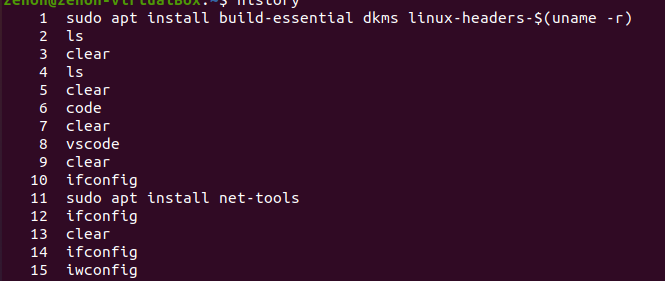 zenon@zenon-VirtualBox:~$ history
1 sudo apt install build-essential dkms linux-headers-$(uname -r)
2 ls
3 clear
4 ls
5 clear
6 code
7 clear
8 vscode
9 clear
10 ifconfig
11 sudo apt install net-tools
12 ifconfig
13 clear
14 ifconfig
15 iwconfig